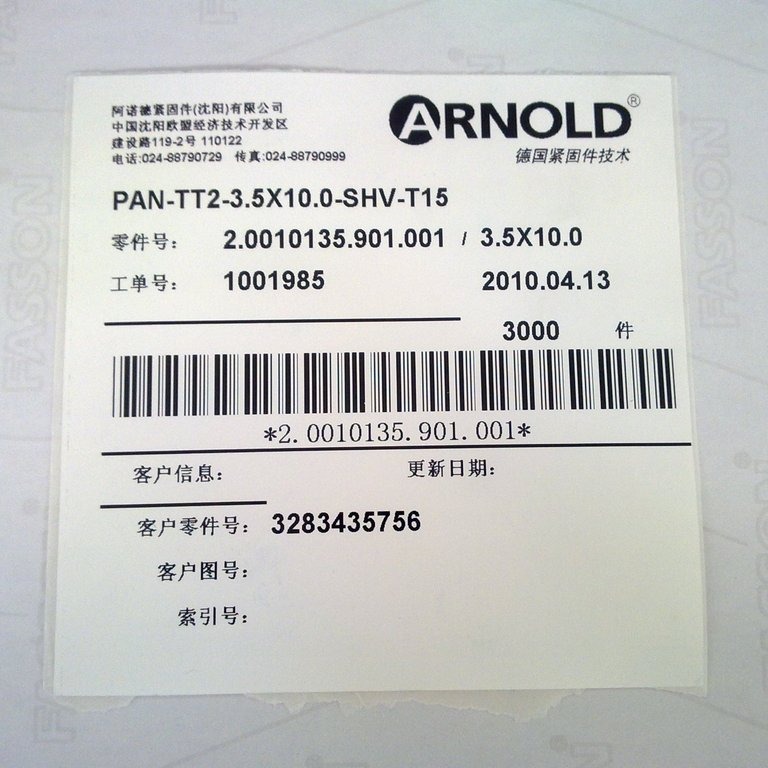 阿诺德紧固件(沈阳)有限公司
中国沈阳欧盟经济技术开发区
建设路119-2号 110122
电话:024-88790729 传真:024-88790999
ARNOLD®
德国紧固件技术
PAN-TT2-3.5X10.0-SHV-T15
零件号: 2.0010135.901.001 / 3.5X10.0
工单号: 1001985 2010.04.13
3000 件
*2.0010135.901.001*
客户信息: 更新日期:
客户零件号: 3283435756
客户图号:
索引号:
FASSON
FASSON
FASSON